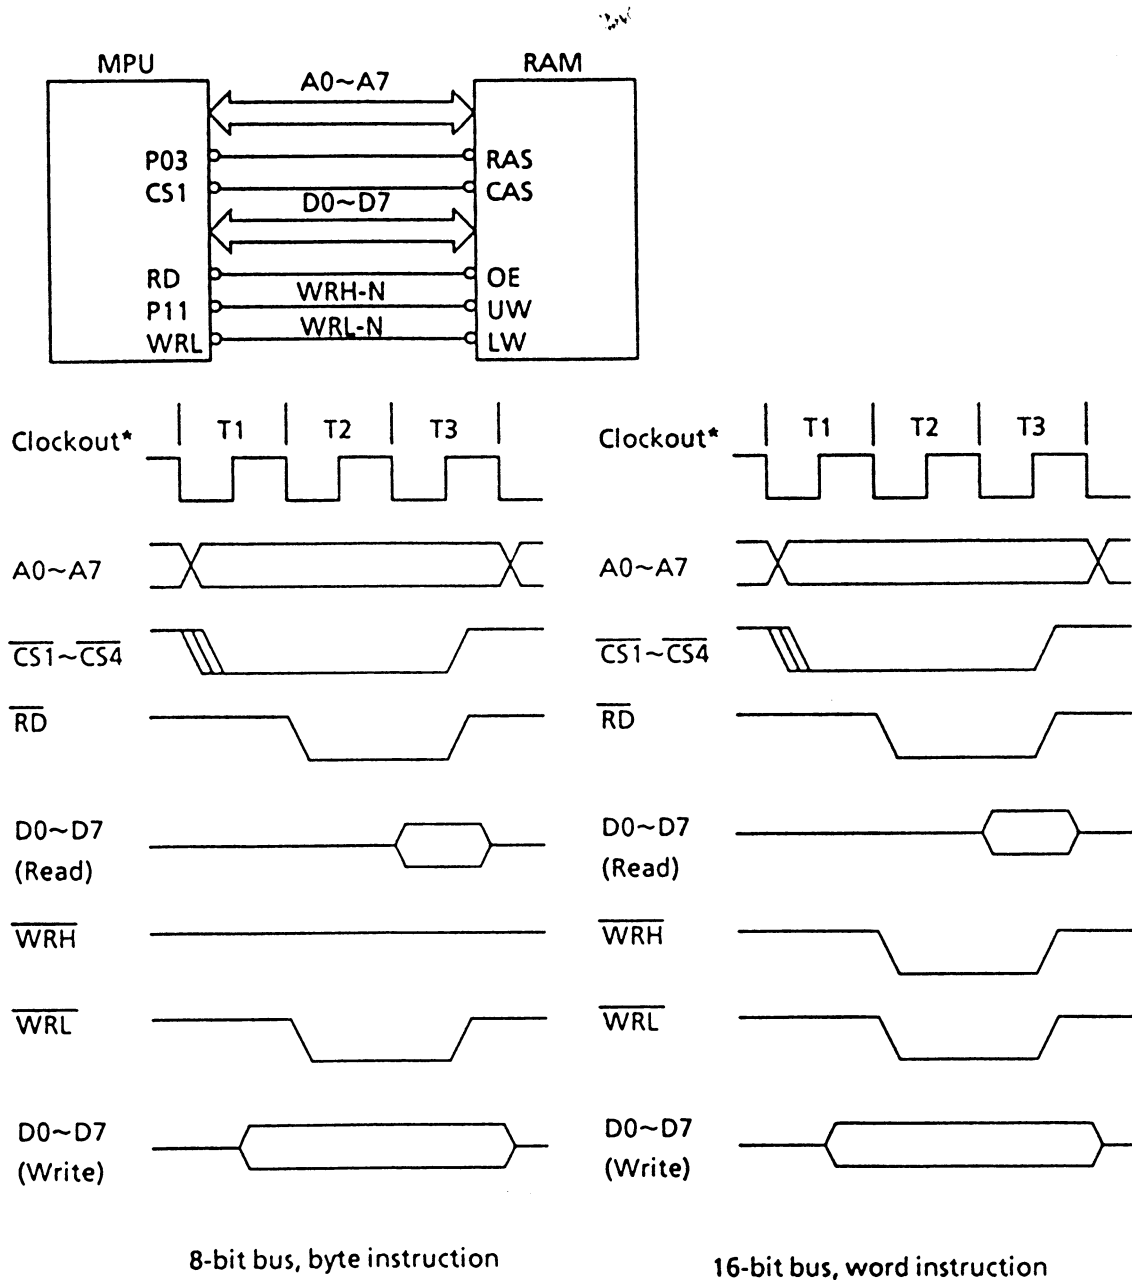 MPU
RAM
A0~A7
P03
RAS
CS1
CAS
D0~D7
RD
OE
WRH-N
P11
UW
WRL-N
WRL
LW
Clockout*
T1 T2 T3
A0~A7
CS1~CS4
RD
D0~D7
(Read)
WRH
WRL
D0~D7
(Write)
8-bit bus, byte instruction
Clockout*
T1 T2 T3
A0~A7
CS1~CS4
RD
D0~D7
(Read)
WRH
WRL
D0~D7
(Write)
16-bit bus, word instruction